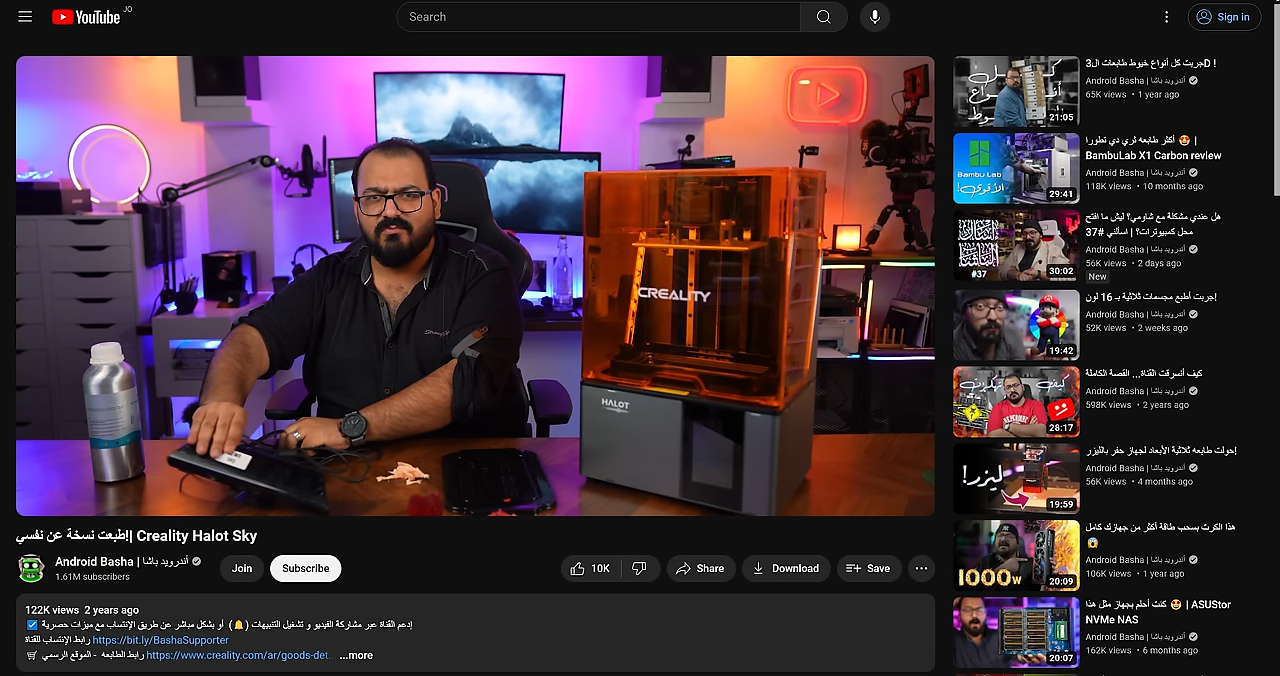 YouTube JO
Search
Sign in
CREALITY
HALOT
إطبعت نسخة عن نفسي!| Creality Halot Sky
Android Basha | أندرويد باشا
1.61M subscribers
Join
Subscribe
10K
Share
Download
Save
122K views 2 years ago
إدعم القناة عبر مشاركة الفيديو و تشغيل التنبيهات (🔔) أو بشكل مباشر عن طريق الإنتساب مع ميزات حصرية ☑
رابط الإنتساب للقناة https://bit.ly/BashaSupporter
🛒 رابط الطابعه - الموقع الرسمي https://www.creality.com/ar/goods-det... ...more
كل
أنواع
21:05
جربت كل أنواع خيوط طابعات ال3D !
Android Basha | أندرويد باشا
65K views • 1 year ago
Bambu Lab
الأقوى!
29:41
أكثر طابعه ثري دي تطورا 🤩 |
BambuLab X1 Carbon review
Android Basha | أندرويد باشا
118K views • 10 months ago
#37
30:02
هل عندي مشكلة مع شاومي؟ ليش ما افتح
محل كمبيوترات؟ | اسألني #37
Android Basha | أندرويد باشا
56K views • 2 days ago
New
19:42
جربت أطبع مجسمات ثلاثية بـ 16 لون!
Android Basha | أندرويد باشا
52K views • 2 weeks ago
كيف
28:17
كيف أنسرقت القناة... القصة الكاملة
Android Basha | أندرويد باشا
598K views • 2 years ago
ليزر!
19:59
حولت طابعه ثلاثية الأبعاد لجهاز حفر بالليزر!
Android Basha | أندرويد باشا
56K views • 4 months ago
1000W
20:09
هذا الكرت بسحب طاقة أكثر من جهازك كامل
😱
Android Basha | أندرويد باشا
106K views • 1 year ago
20:07
كنت أحلم بجهاز مثل هذا 🤩 | ASUStor
NVMe NAS
Android Basha | أندرويد باشا
162K views • 6 months ago